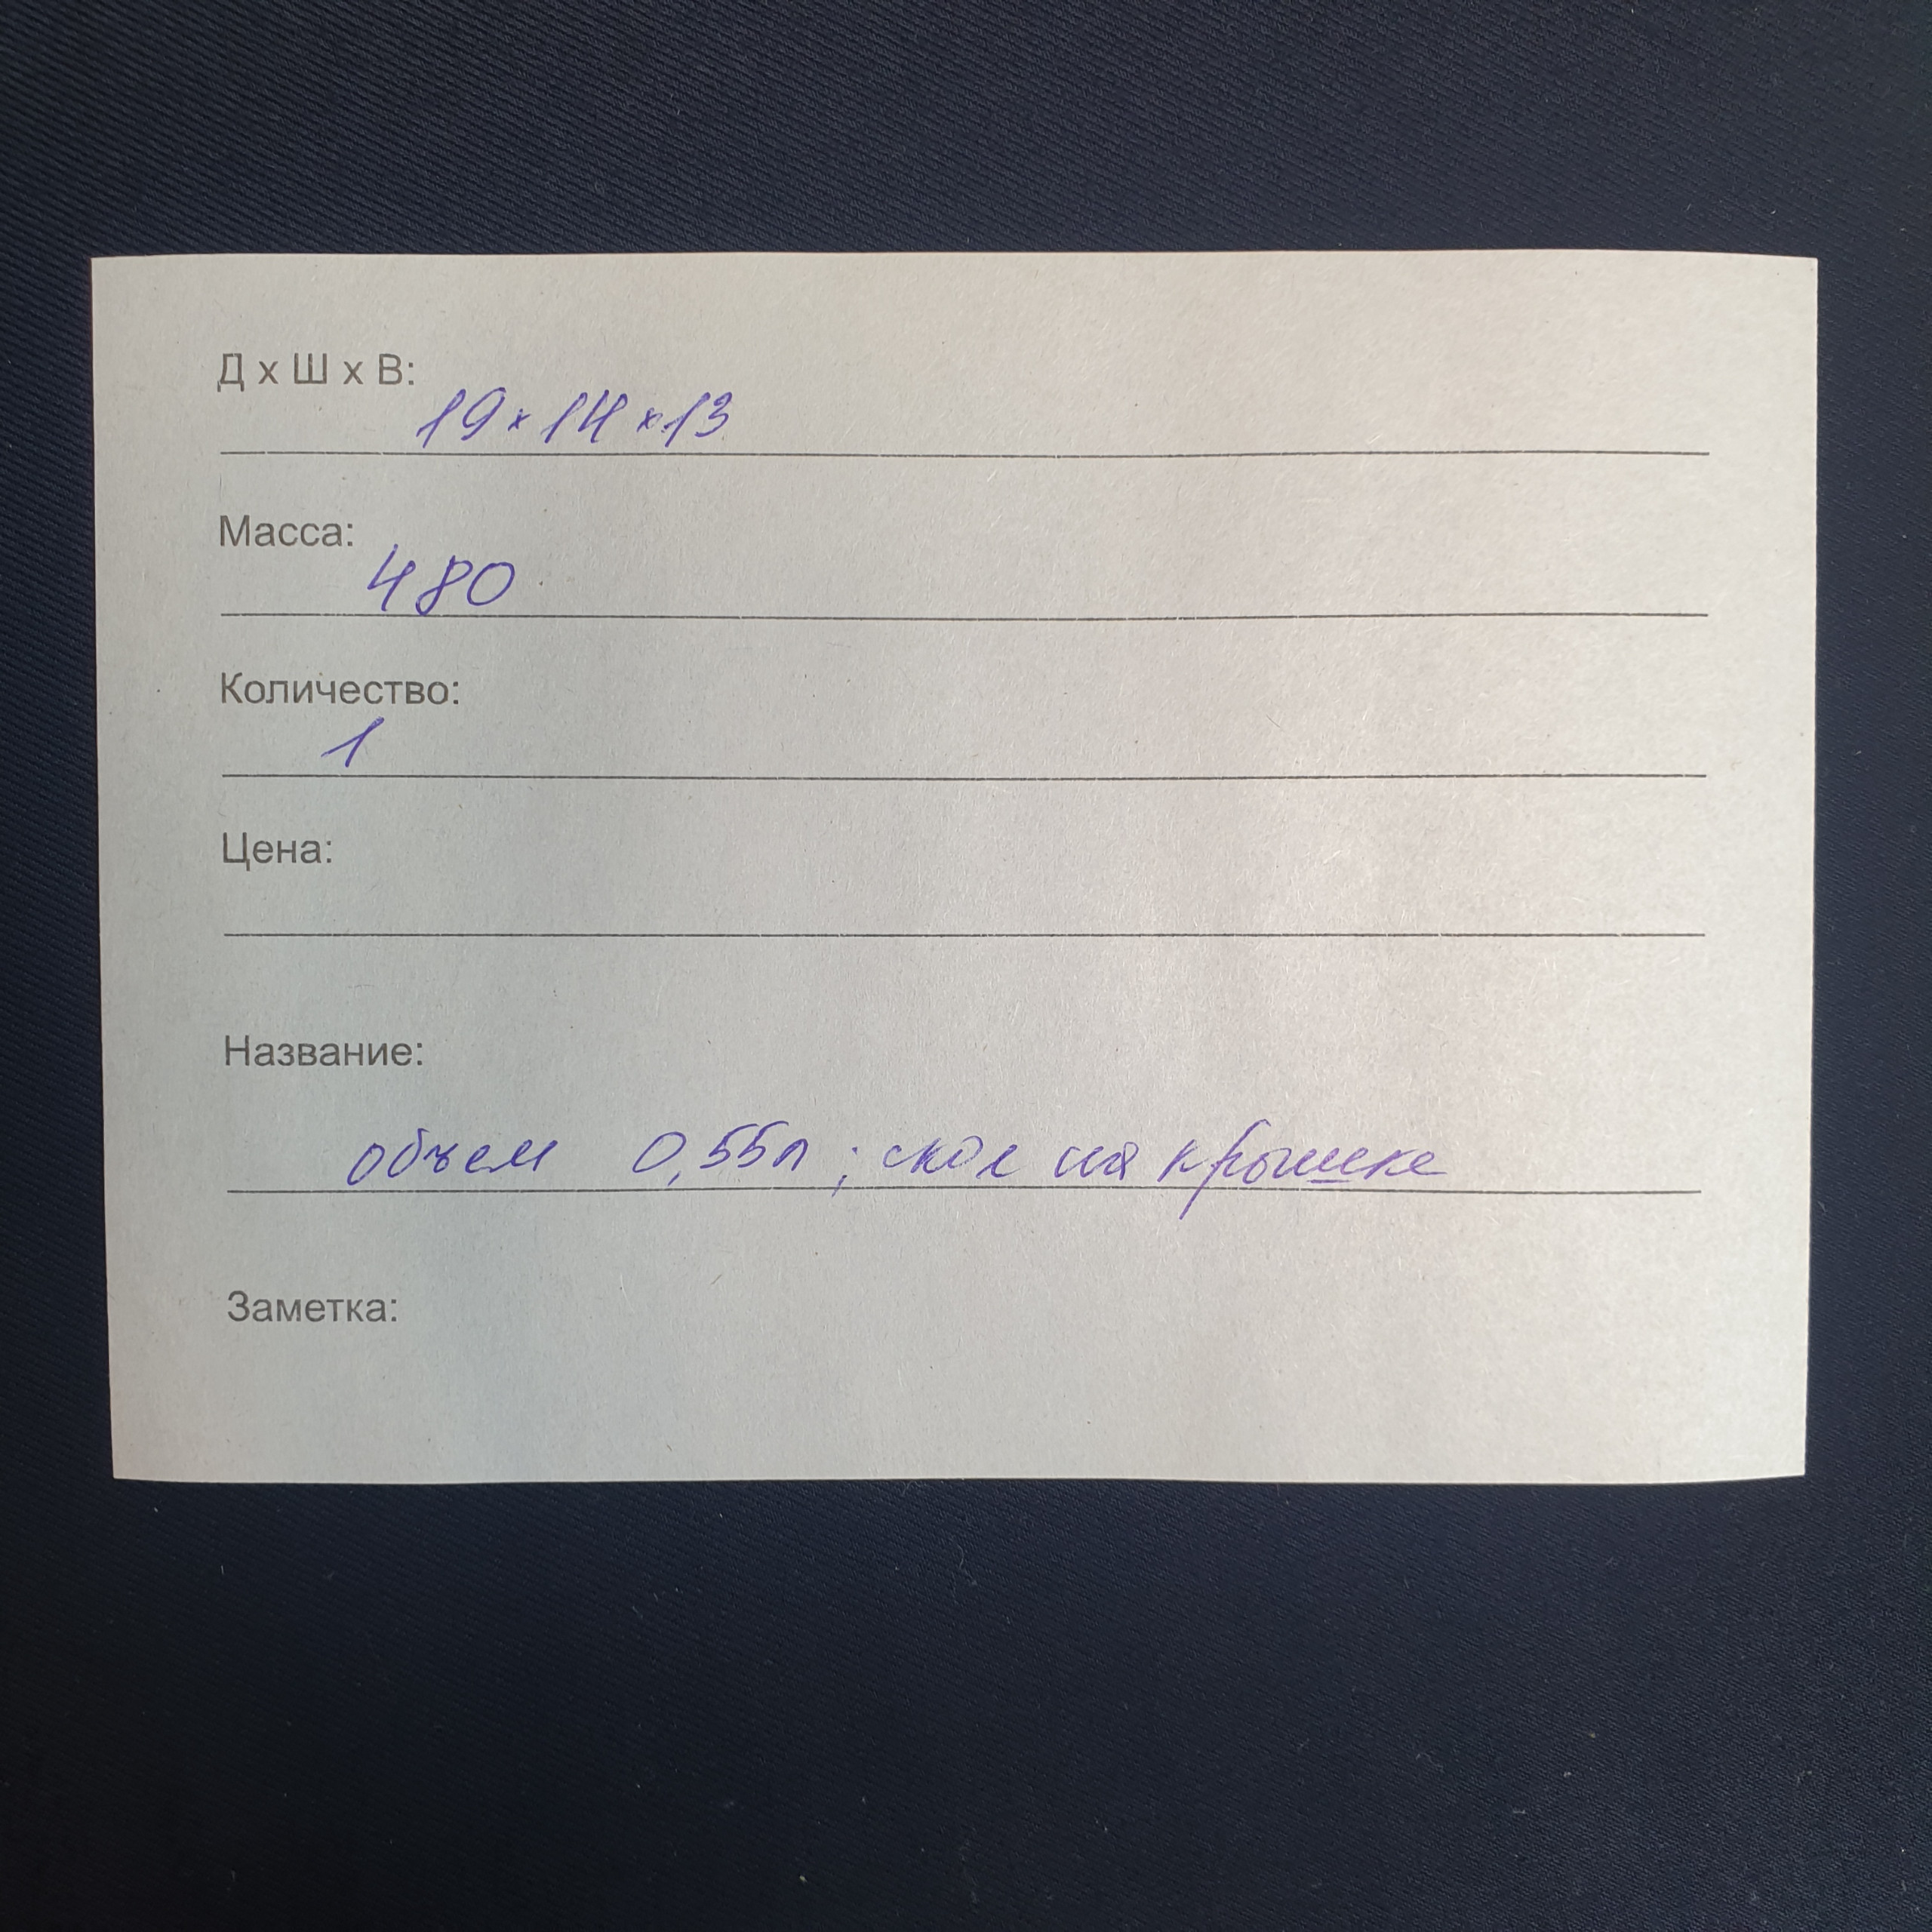 Д х Ш х В:
19×14×13
Масса:
480
Количество:
1
Цена:
Название:
объем 0,55л ; скол на крышке
Заметка: